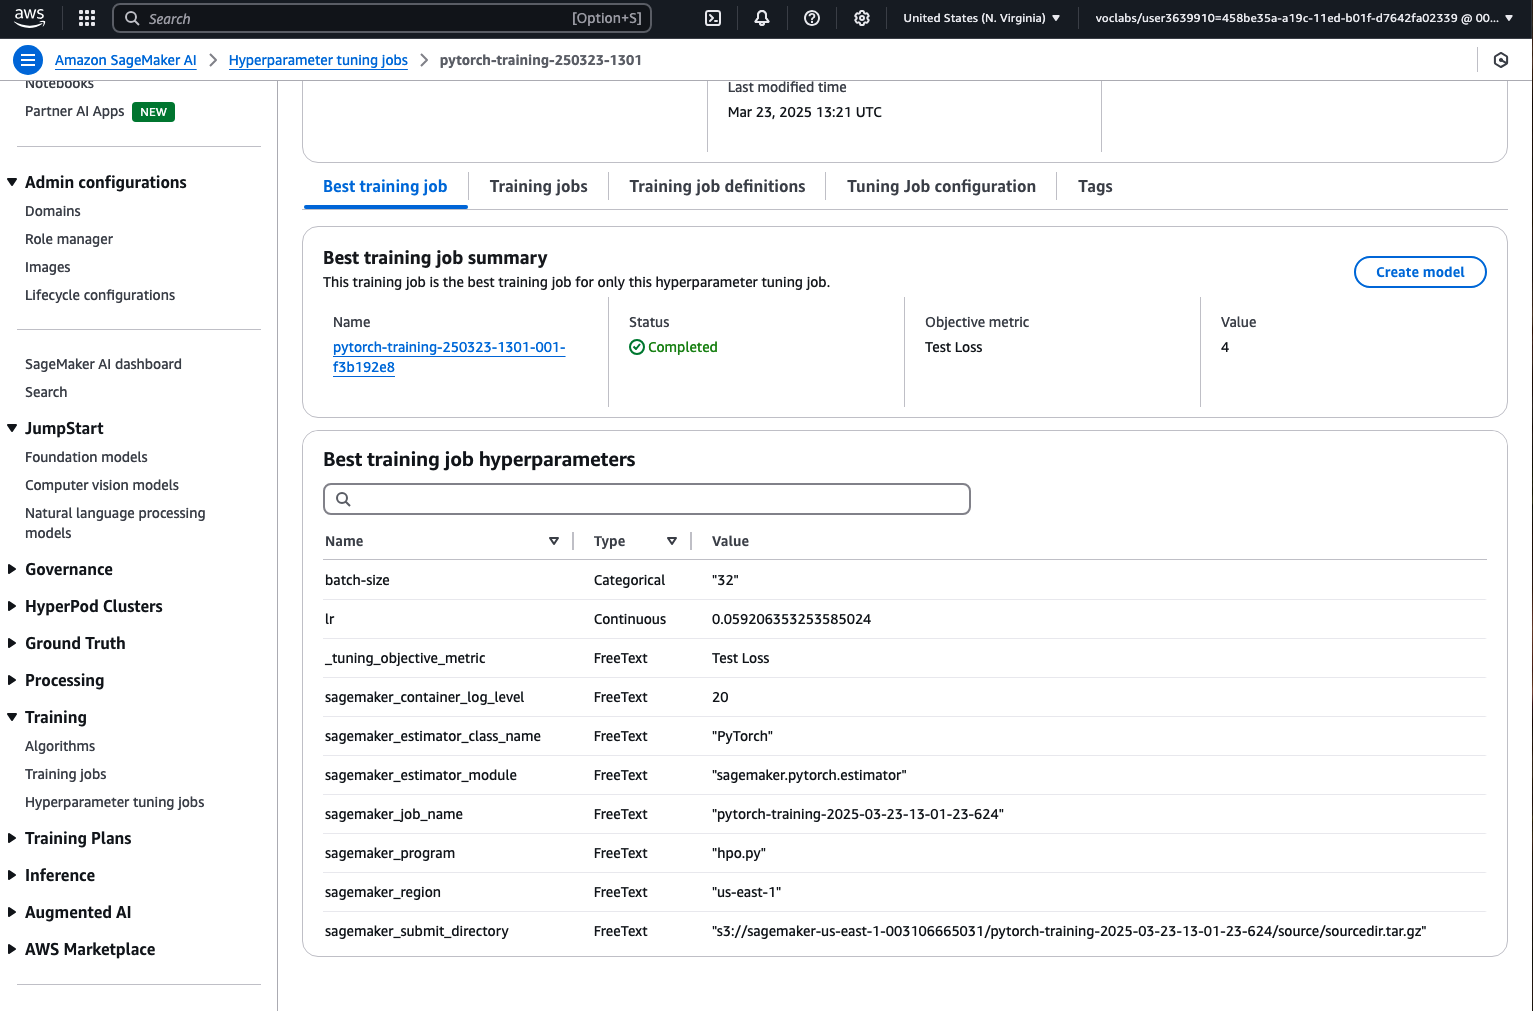 aws
Search
[Option+S]
United States (N. Virginia)
voclabs/user3639910=458be35a-a19c-11ed-b01f-d7642fa02339 @ 00...
Amazon SageMaker AI
Hyperparameter tuning jobs
pytorch-training-250323-1301
Notebooks
Partner AI Apps
NEW
Admin configurations
Domains
Role manager
Images
Lifecycle configurations
SageMaker AI dashboard
Search
JumpStart
Foundation models
Computer vision models
Natural language processing
models
Governance
HyperPod Clusters
Ground Truth
Processing
Training
Algorithms
Training jobs
Hyperparameter tuning jobs
Training Plans
Inference
Augmented AI
AWS Marketplace
Last modified time
Mar 23, 2025 13:21 UTC
Best training job
Training jobs
Training job definitions
Tuning Job configuration
Tags
Best training job summary
This training job is the best training job for only this hyperparameter tuning job.
Create model
Name
pytorch-training-250323-1301-001-
f3b192e8
Status
Completed
Objective metric
Test Loss
Value
4
Best training job hyperparameters
Name Type Value
batch-size Categorical "32"
lr Continuous 0.059206353253585024
_tuning_objective_metric FreeText Test Loss
sagemaker_container_log_level FreeText 20
sagemaker_estimator_class_name FreeText "PyTorch"
sagemaker_estimator_module FreeText "sagemaker.pytorch.estimator"
sagemaker_job_name FreeText "pytorch-training-2025-03-23-13-01-23-624"
sagemaker_program FreeText "hpo.py"
sagemaker_region FreeText "us-east-1"
sagemaker_submit_directory FreeText "s3://sagemaker-us-east-1-003106665031/pytorch-training-2025-03-23-13-01-23-624/source/sourcedir.tar.gz"